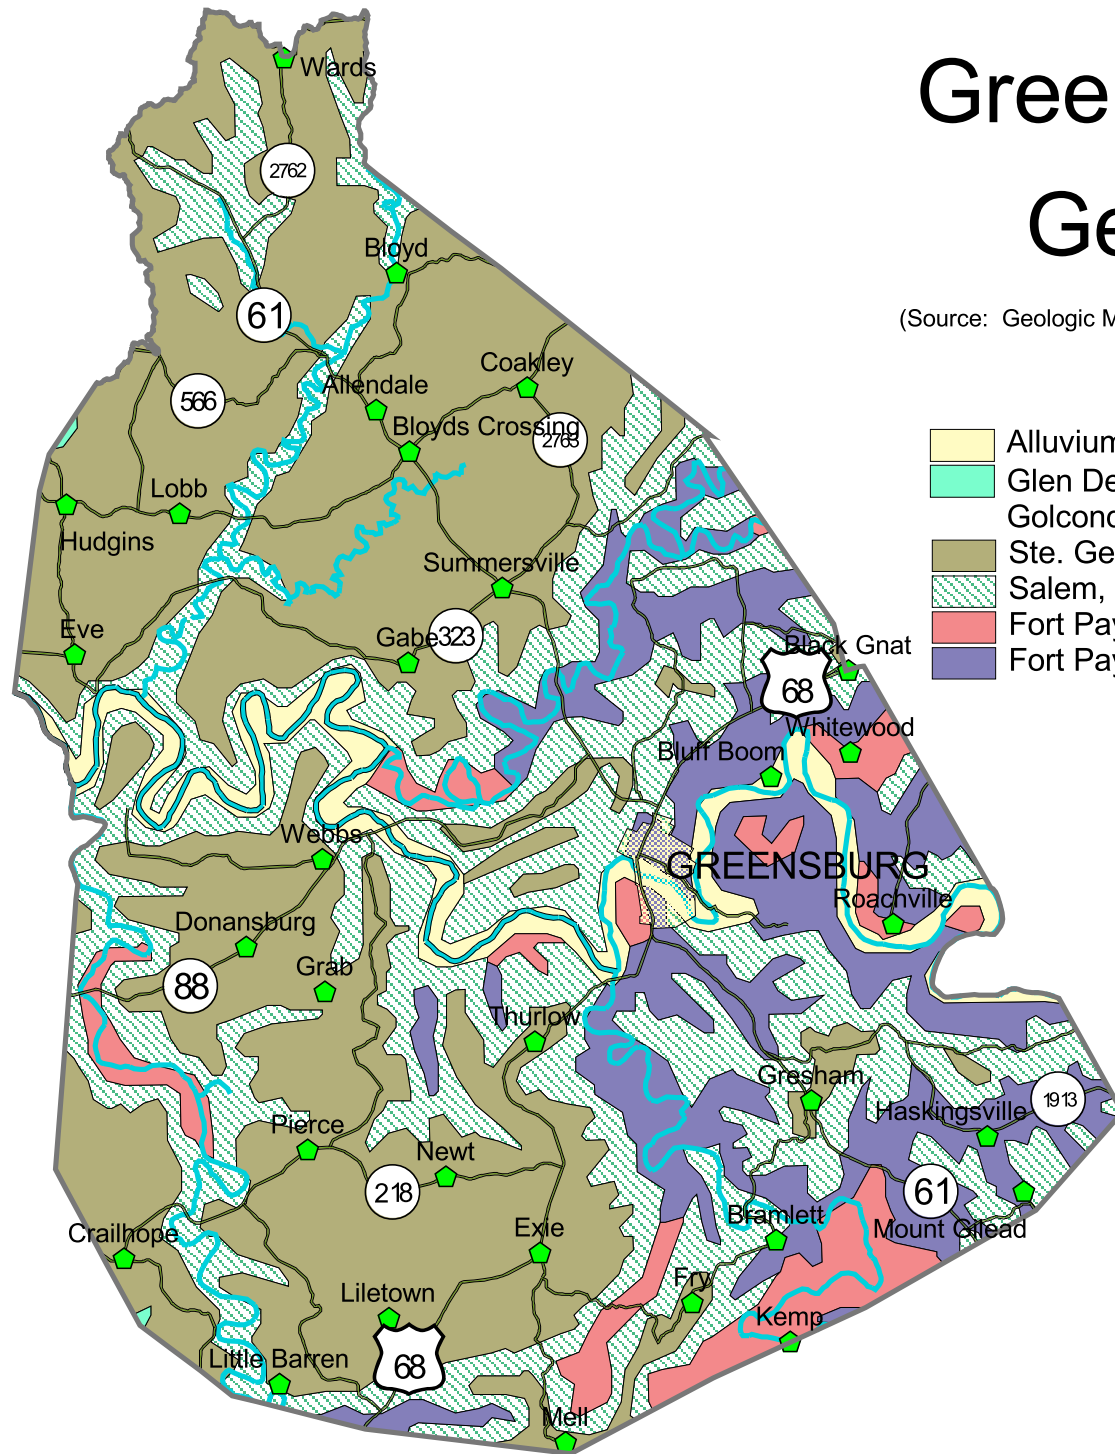 Gree
Ge
(Source: Geologic M
Alluvium
Glen De
Golcond
Ste. Ge
Salem,
Fort Pay
Fort Pay
Wards
2762
Bloyd
61
Coakley
Allendale
566
Bloyds Crossing
2763
Lobb
Hudgins
Summersville
Eve
Gabe
323
Black Gnat
68
Whitewood
Bluff Boom
Webbs
GREENSBURG
Roachville
Donansburg
Grab
88
Thurlow
Gresham
Haskingsville
1913
Pierce
Newt
218
61
Bramlett
Mount Gilead
Crailhope
Exie
Fry
Liletown
Kemp
Little Barren
68
Mell